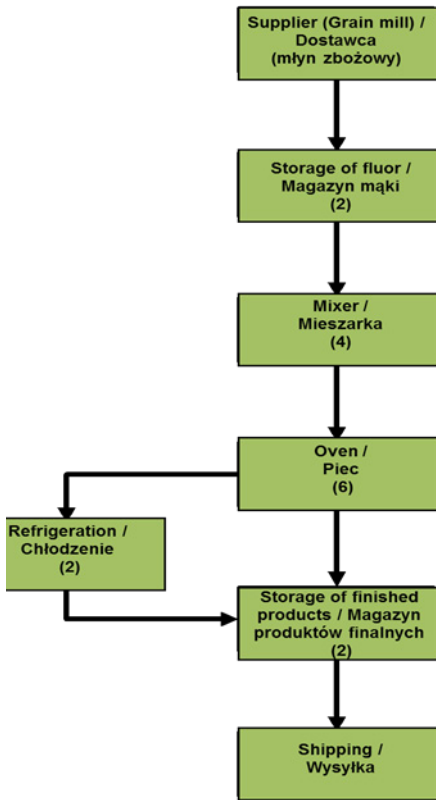 Supplier (Grain mill) /
Dostawca
(młyn zbożowy)
Storage of fluor /
Magazyn mąki
(2)
Mixer /
Mieszarka
(4)
Oven /
Piec
(6)
Refrigeration /
Chłodzenie
(2)
Storage of finished
products / Magazyn
produktów finalnych
(2)
Shipping /
Wysyłka